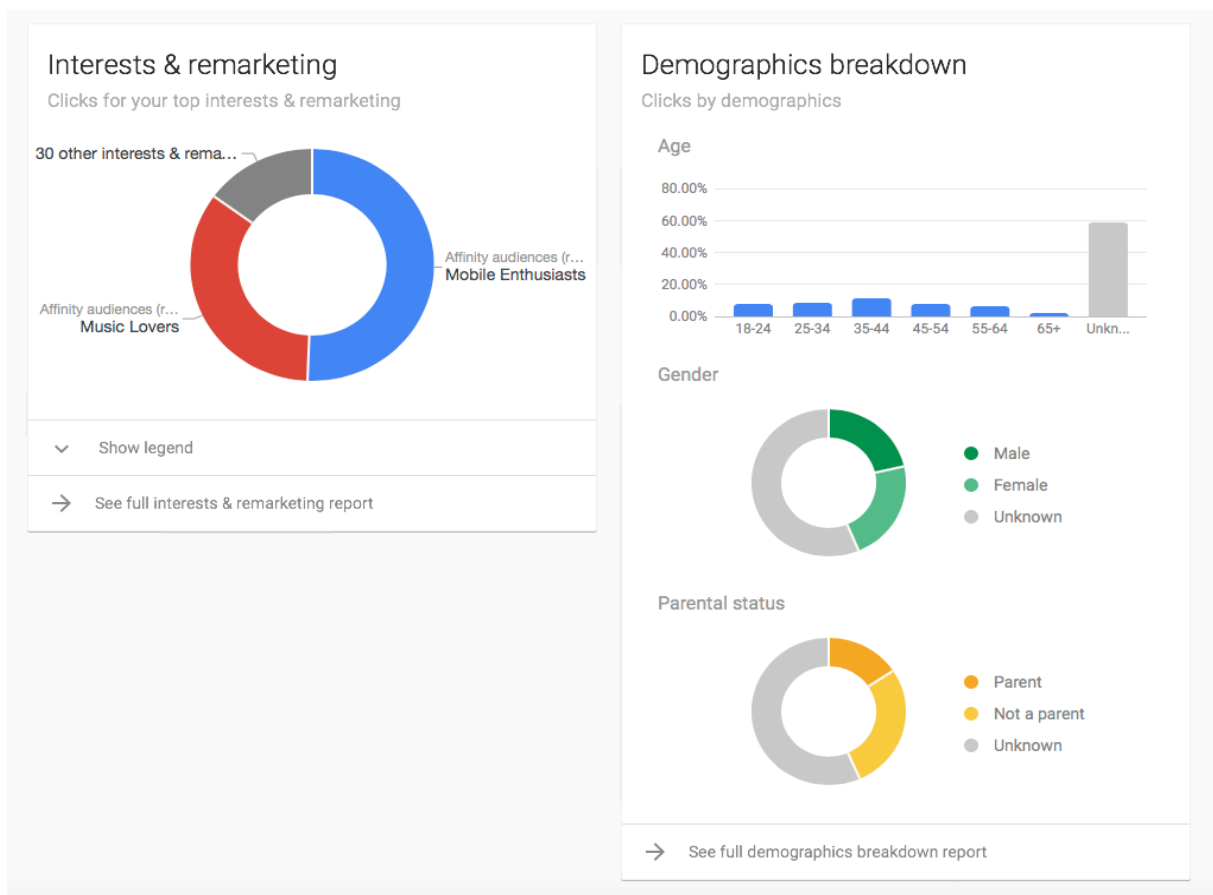 Interests & remarketing
Clicks for your top interests & remarketing
30 other interests & rema...
Affinity audiences (r...
Mobile Enthusiasts
Affinity audiences (r...
Music Lovers
Show legend
See full interests & remarketing report
Demographics breakdown
Clicks by demographics
Age
80.00%
60.00%
40.00%
20.00%
0.00%
18-24 25-34 35-44 45-54 55-64 65+ Unkn...
Gender
Male
Female
Unknown
Parental status
Parent
Not a parent
Unknown
See full demographics breakdown report